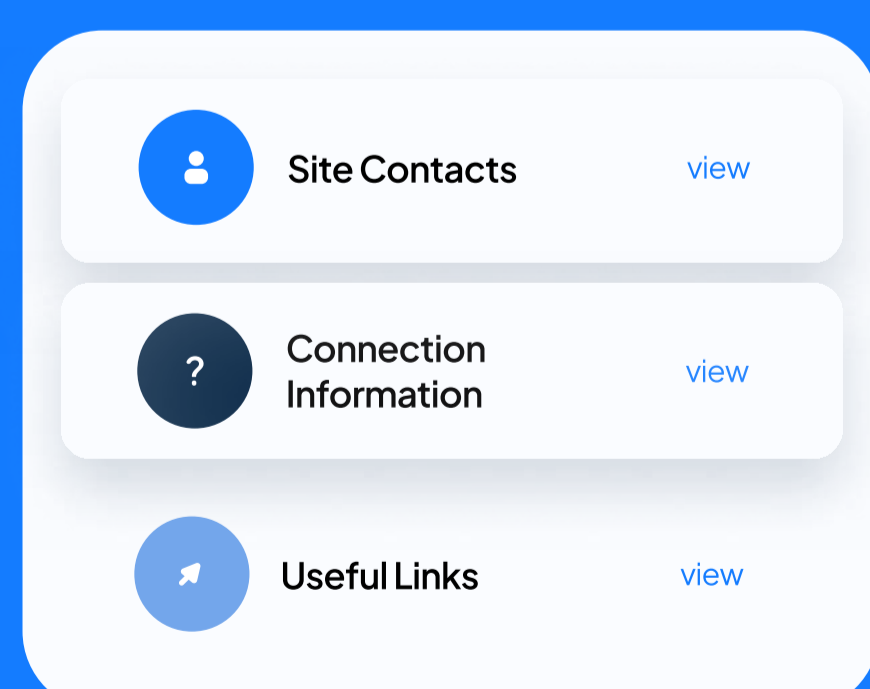 Site Contacts
view
?
Connection
Information
view
Useful Links
view